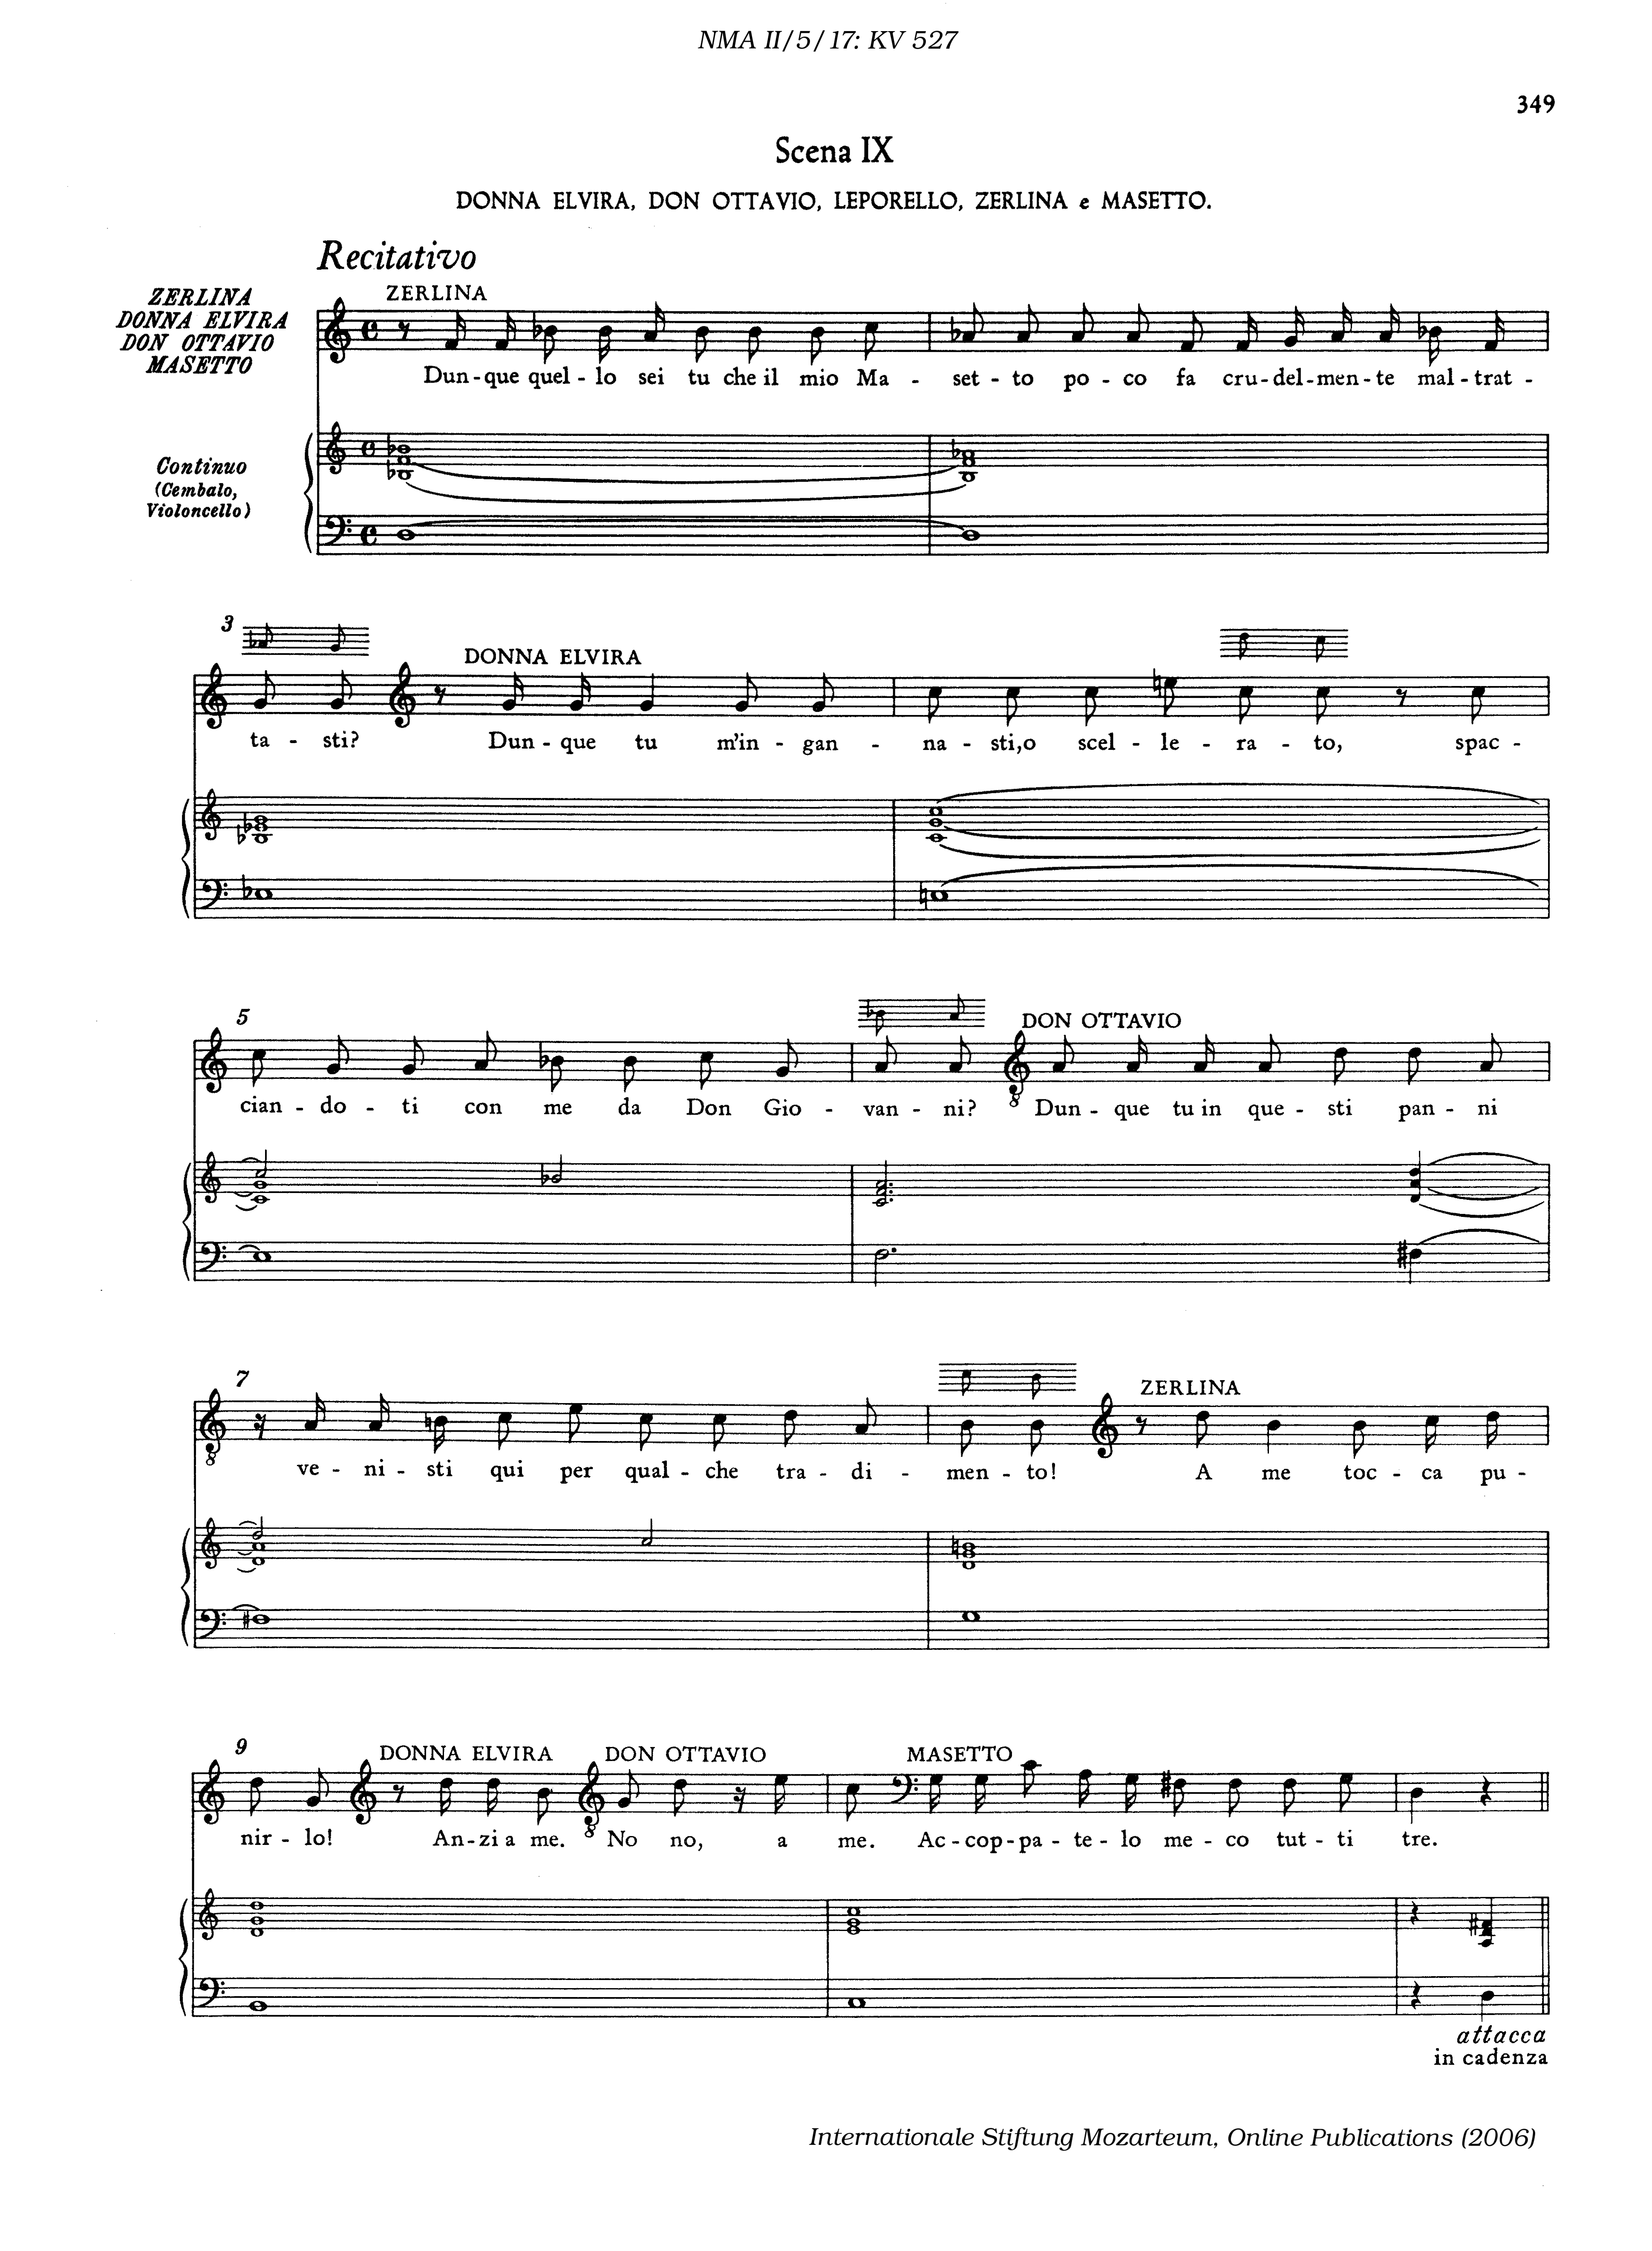 NMA II/5/17: KV 527
349
Scena IX
DONNA ELVIRA, DON OTTAVIO, LEPORELLO, ZERLINA e MASETTO.
Recitativo
ZERLINA
DONNA ELVIRA
DON OTTAVIO
MASETTO
ZERLINA
Dun-que quel-lo sei tu che il mio Ma-set-to po-co fa cru-del-men-te mal-trat-
Continuo
(Cembalo,
Violoncello)
3
DONNA ELVIRA
ta-sti? Dun-que tu m'in-gan-na-sti,o scel-le-ra-to, spac-
5
DON OTTAVIO
cian-do-ti con me da Don Gio-van-ni? Dun-que tu in que-sti pan-ni
8
7
ZERLINA
ve-ni-sti qui per qual-che tra-di-men-to! A me toc-ca pu-
8
9
DONNA ELVIRA DON OTTAVIO MASETTO
nir-lo! An-zi a me. 8 No no, a me. Ac-cop-pa-te-lo me-co tut-ti tre.
attacca
in cadenza
Internationale Stiftung Mozarteum, Online Publications (2006)